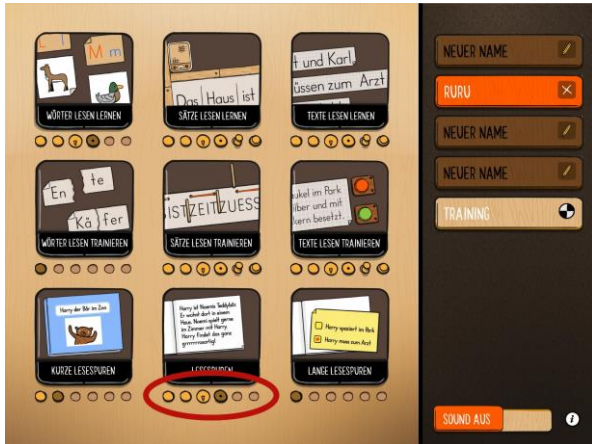 L l
M m
Das Haus ist
t und Karl,
üssen zum Arzt
WÖRTER LESEN LERNEN
SÄTZE LESEN LERNEN
TEXTE LESEN LERNEN
En te
Kä fer
ISTZEITZUESS
ukel im Park
über und mit
kern besetzt.
WÖRTER LESEN TRAINIEREN
SÄTZE LESEN TRAINIEREN
TEXTE LESEN TRAINIEREN
Harry der Bär im Zoo
Harry ist Noemis Teddybär.
Er wohnt dort in einem
Haus. Noemi spielt gerne
im Zimmer mit Harry.
Harry findet das ganz
grrrrrossartig!
Harry spaziert im Park
Harry muss zum Arzt
KURZE LESESPUREN
LESESPUREN
LANGE LESESPUREN
NEUER NAME
RURU
NEUER NAME
NEUER NAME
TRAINING
SOUND AUS
i